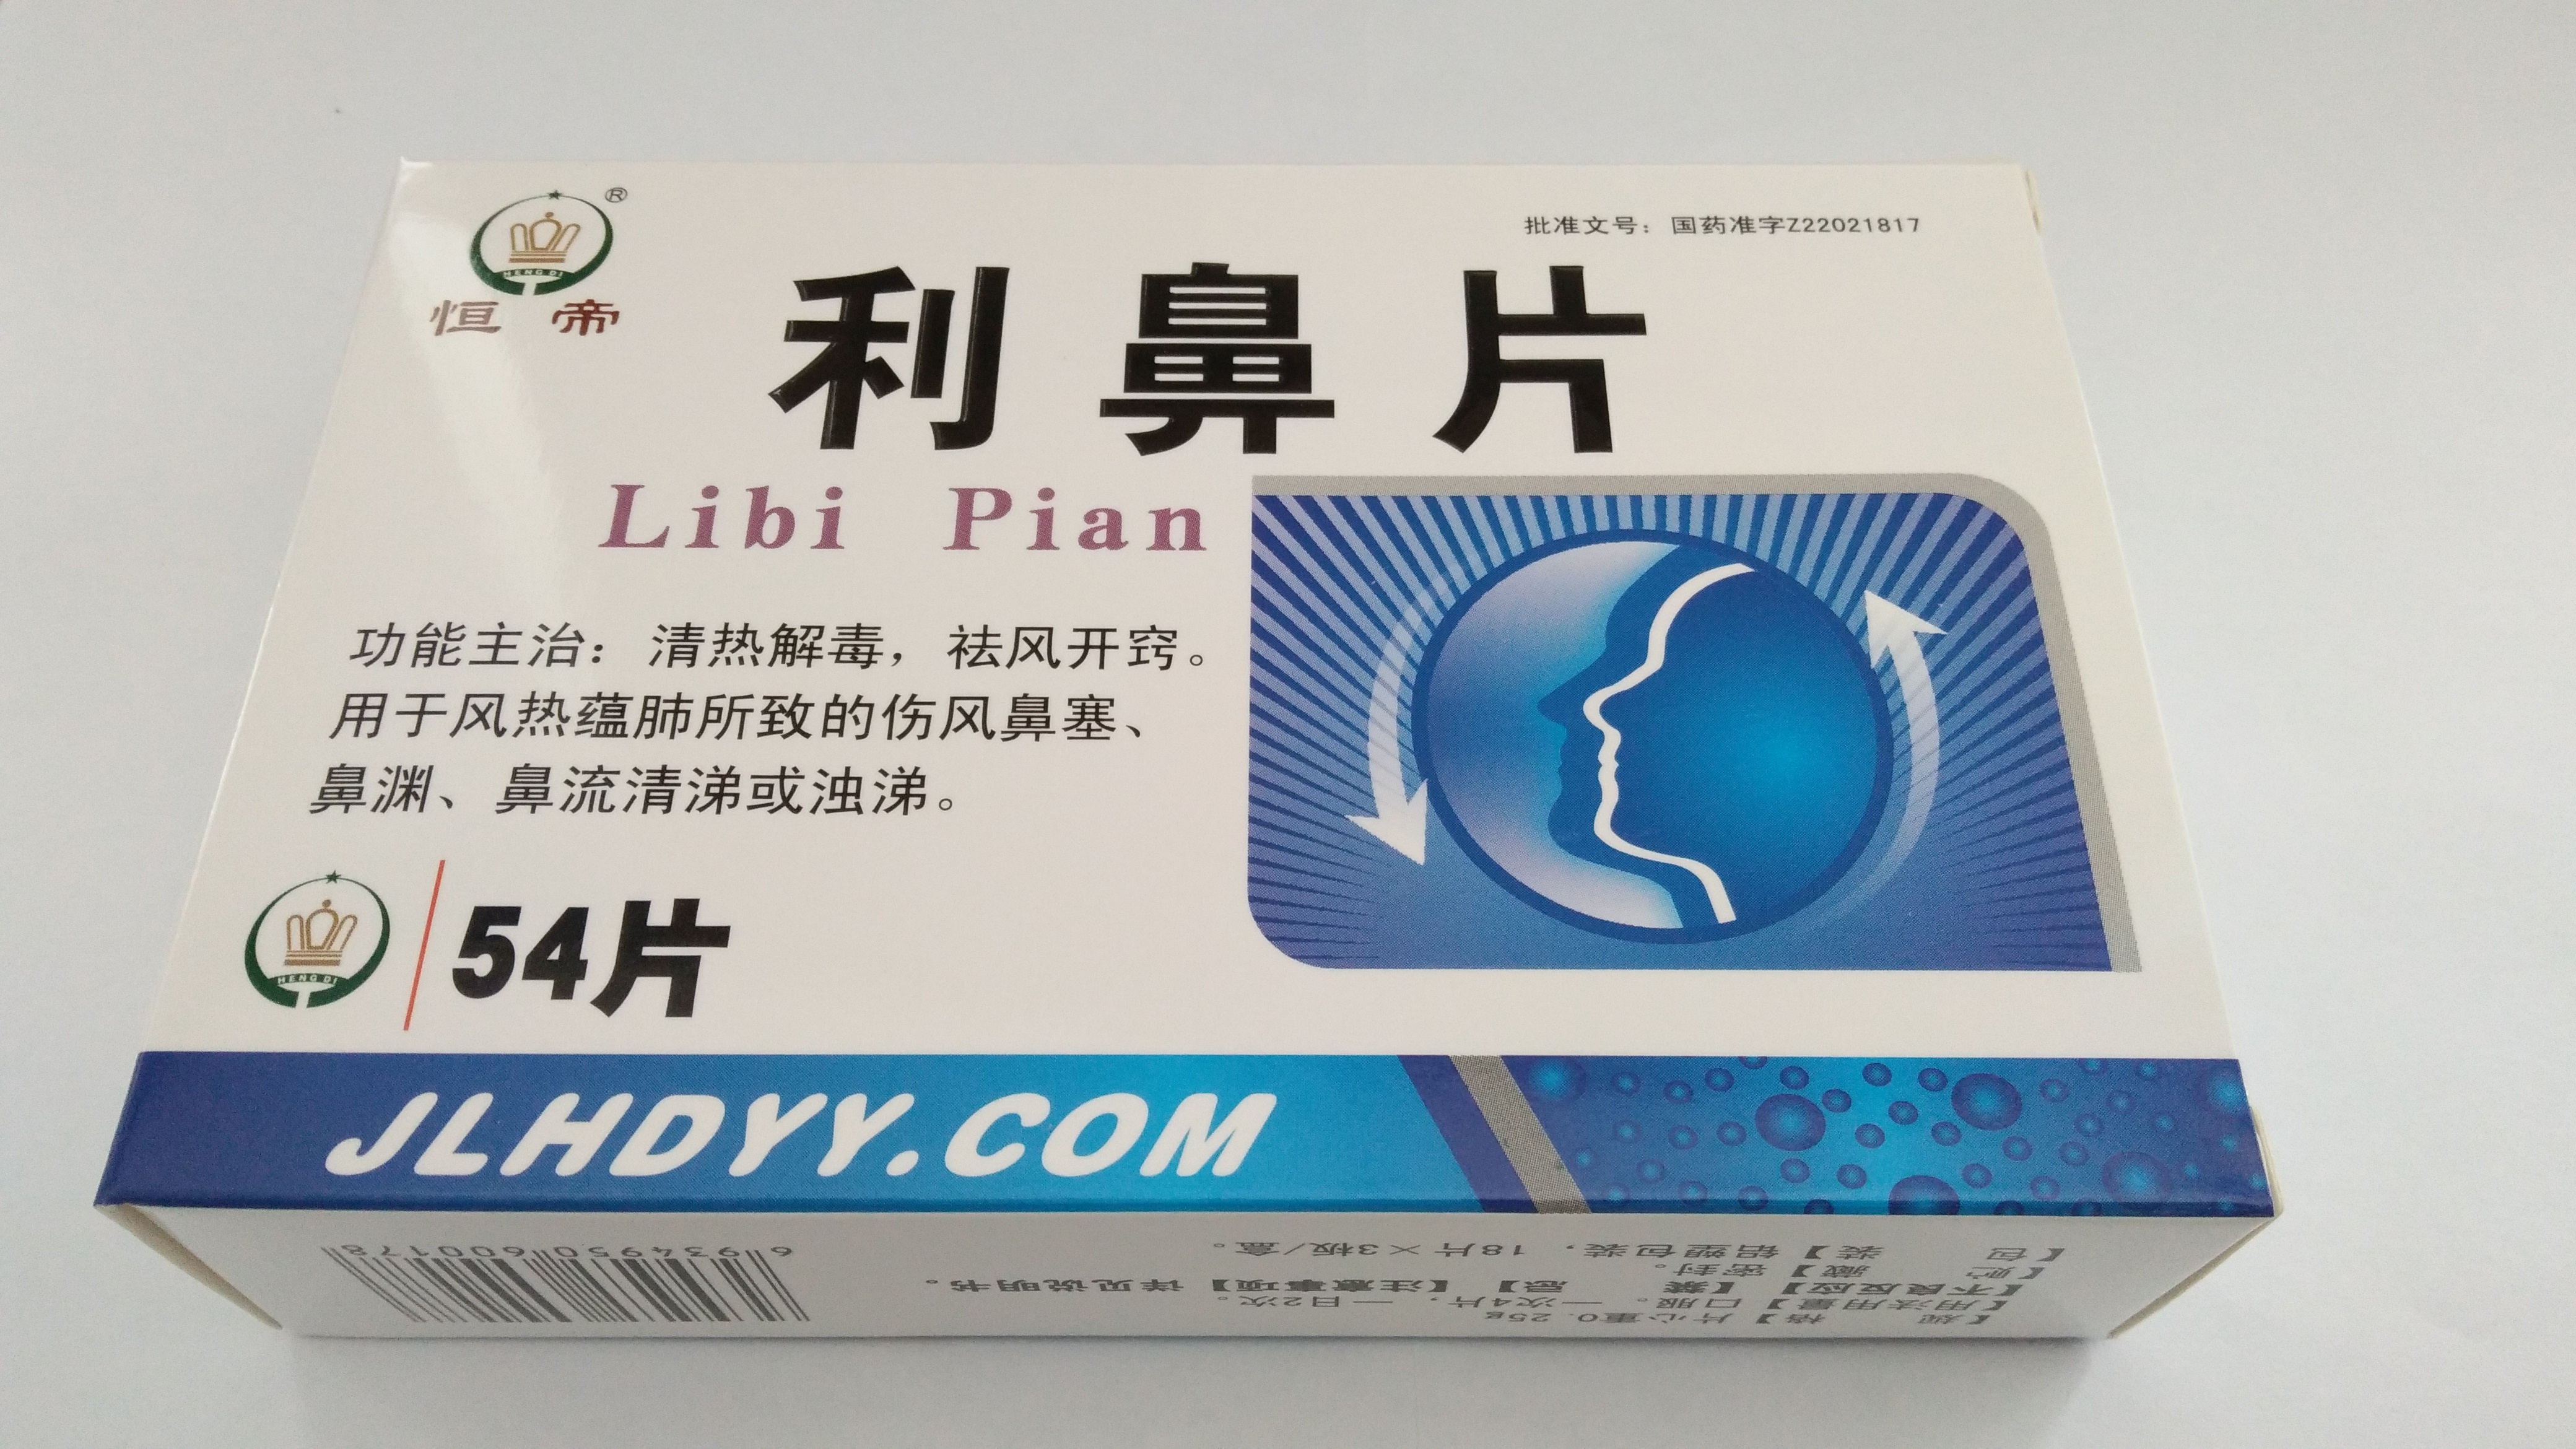 ®
HENG DI
恒帝
批准文号：国药准字Z22021817
利鼻片
Libi Pian
功能主治：清热解毒，祛风开窍。
用于风热蕴肺所致的伤风鼻塞、
鼻渊、鼻流清涕或浊涕。
HENG DI
54片
JLHDYY.COM
【规 格】片心重0.25g
【用法用量】口服。一次4片，一日2次。
【不良反应】【禁 忌】【注意事项】详见说明书。
【贮 藏】密封。
【包 装】铝塑包装，18片×3板/盒。
6934950600178